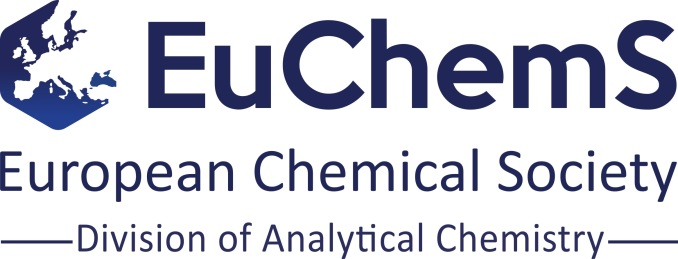 EuChemS
European Chemical Society
Division of Analytical Chemistry